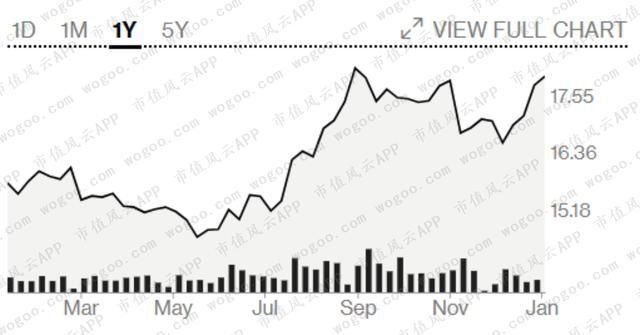 1D 1M 1Y 5Y VIEW FULL CHART
17.55
16.36
15.18
Mar May Jul Sep Nov Jan
市值风云APP
wogoo.com